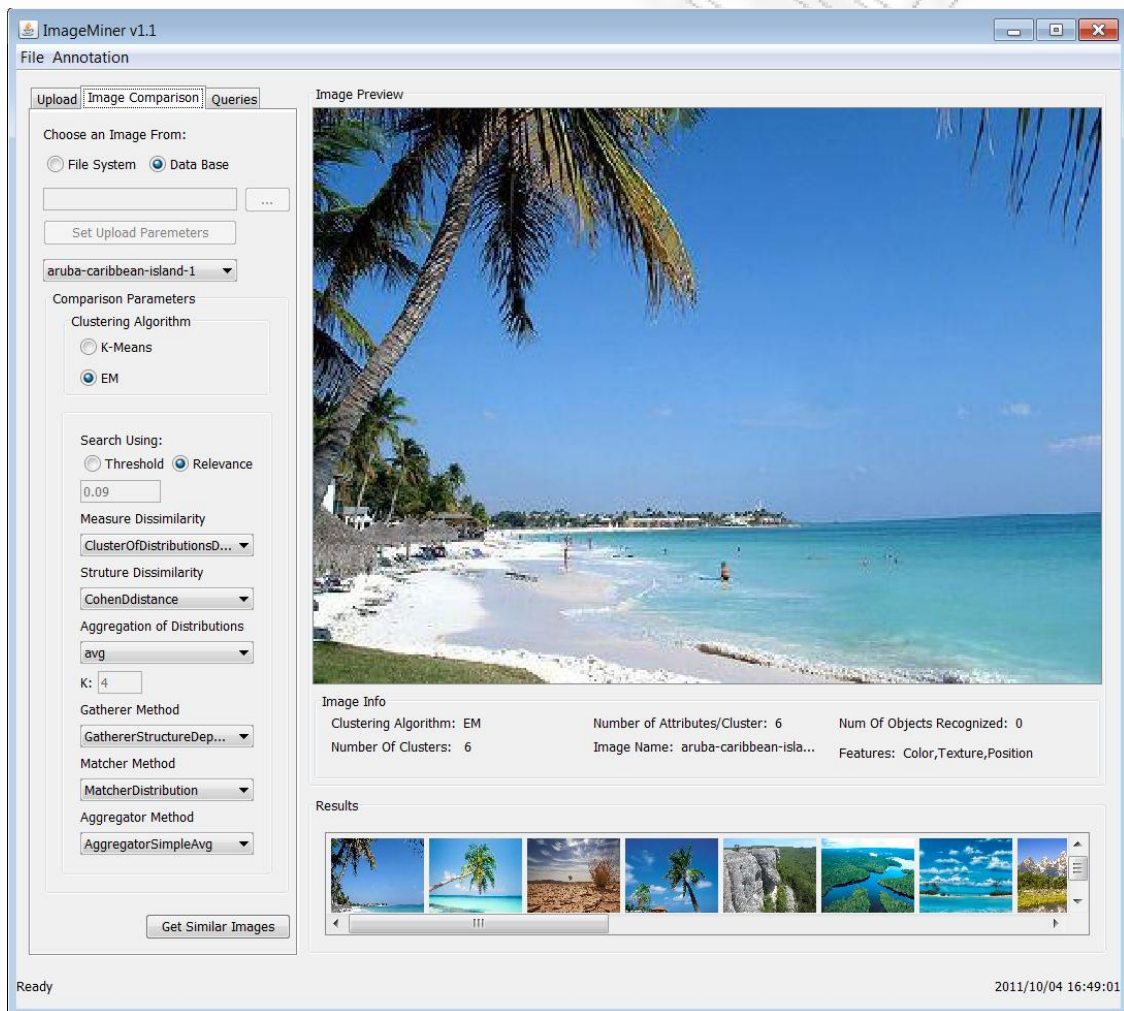 ImageMiner v1.1
File Annotation
Upload Image Comparison Queries
Choose an Image From:
File System Data Base
...
Set Upload Paremeters
aruba-caribbean-island-1
Comparison Parameters
Clustering Algorithm
K-Means
EM
Search Using:
Threshold Relevance
0.09
Measure Dissimilarity
ClusterOfDistributionsD...
Struture Dissimilarity
CohenDdistance
Aggregation of Distributions
avg
K: 4
Gatherer Method
GathererStructureDep...
Matcher Method
MatcherDistribution
Aggregator Method
AggregatorSimpleAvg
Get Similar Images
Image Preview
Image Info
Clustering Algorithm: EM Number of Attributes/Cluster: 6 Num Of Objects Recognized: 0
Number Of Clusters: 6 Image Name: aruba-caribbean-isla... Features: Color,Texture,Position
Results
Ready 2011/10/04 16:49:01